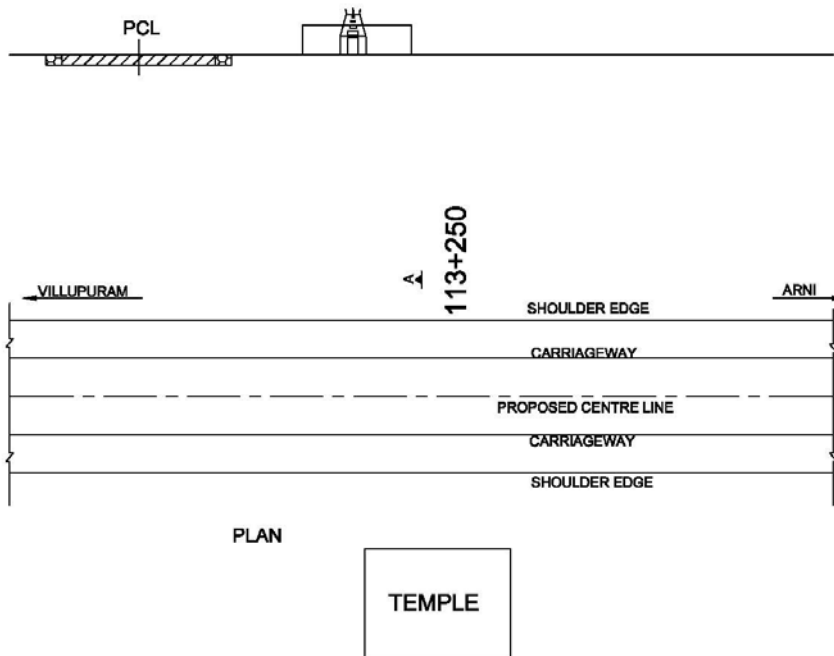 PCL
113+250
A
VILLUPURAM
ARNI
SHOULDER EDGE
CARRIAGEWAY
PROPOSED CENTRE LINE
CARRIAGEWAY
SHOULDER EDGE
PLAN
TEMPLE